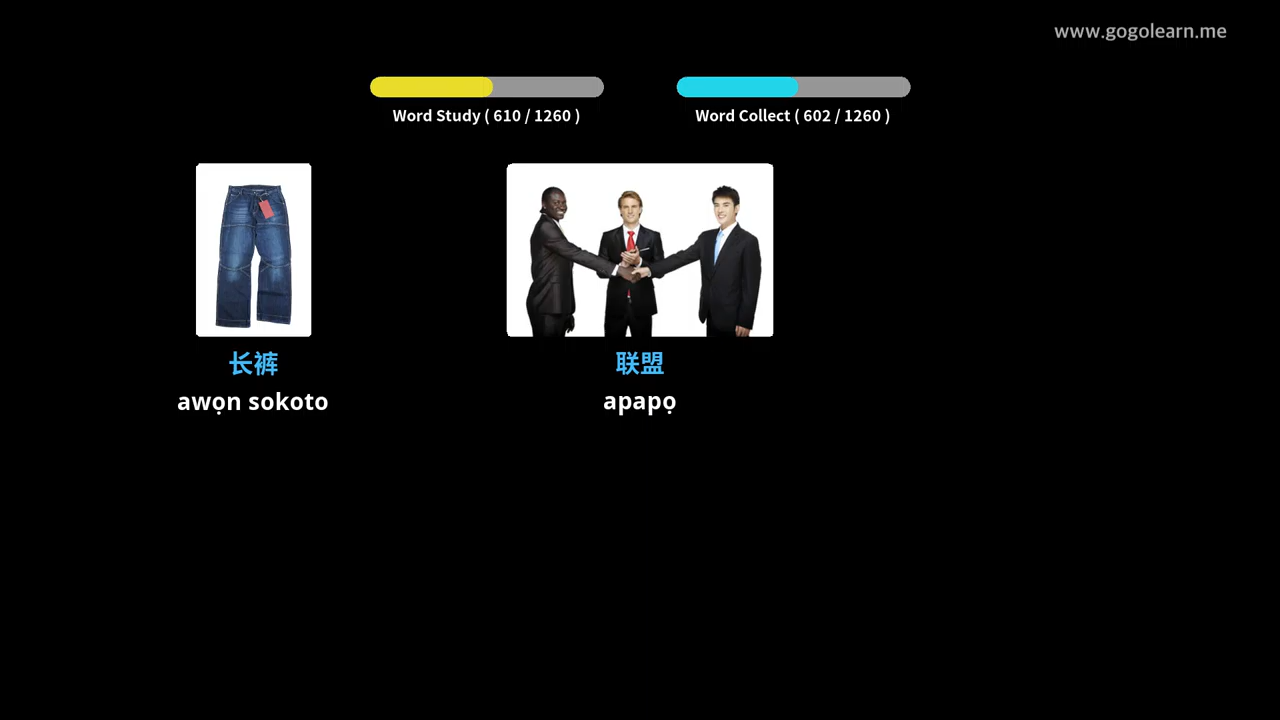 www.gogolearn.me
Word Study ( 610 / 1260 )
Word Collect ( 602 / 1260 )
长裤
awọn sokoto
联盟
apapọ